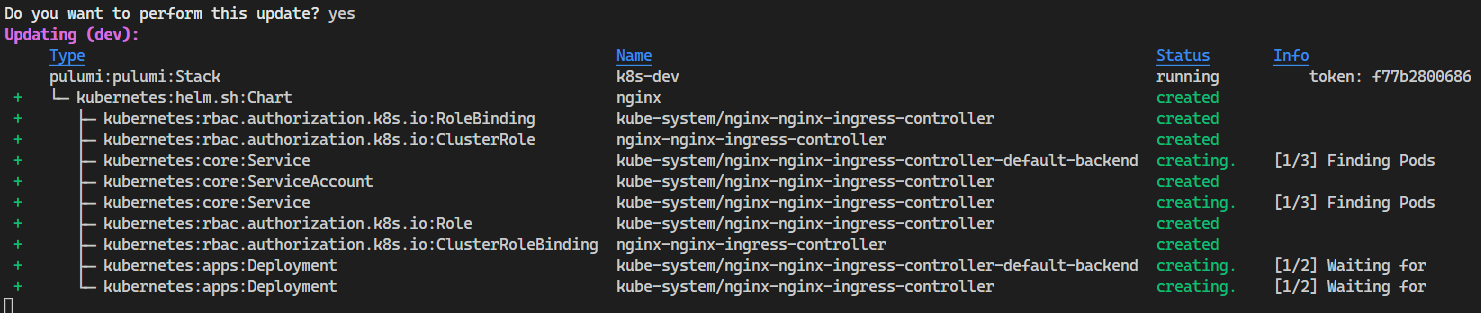 Do you want to perform this update? yes
Updating (dev):
Type Name Status Info
pulumi:pulumi:Stack k8s-dev running token: f77b2800686
+ └─ kubernetes:helm.sh:Chart nginx created
+ ├─ kubernetes:rbac.authorization.k8s.io:RoleBinding kube-system/nginx-nginx-ingress-controller created
+ ├─ kubernetes:rbac.authorization.k8s.io:ClusterRole nginx-nginx-ingress-controller created
+ ├─ kubernetes:core:Service kube-system/nginx-nginx-ingress-controller-default-backend creating. [1/3] Finding Pods
+ ├─ kubernetes:core:ServiceAccount kube-system/nginx-nginx-ingress-controller created
+ ├─ kubernetes:core:Service kube-system/nginx-nginx-ingress-controller creating. [1/3] Finding Pods
+ ├─ kubernetes:rbac.authorization.k8s.io:Role kube-system/nginx-nginx-ingress-controller created
+ ├─ kubernetes:rbac.authorization.k8s.io:ClusterRoleBinding nginx-nginx-ingress-controller created
+ ├─ kubernetes:apps:Deployment kube-system/nginx-nginx-ingress-controller-default-backend creating. [1/2] Waiting for
+ └─ kubernetes:apps:Deployment kube-system/nginx-nginx-ingress-controller creating. [1/2] Waiting for